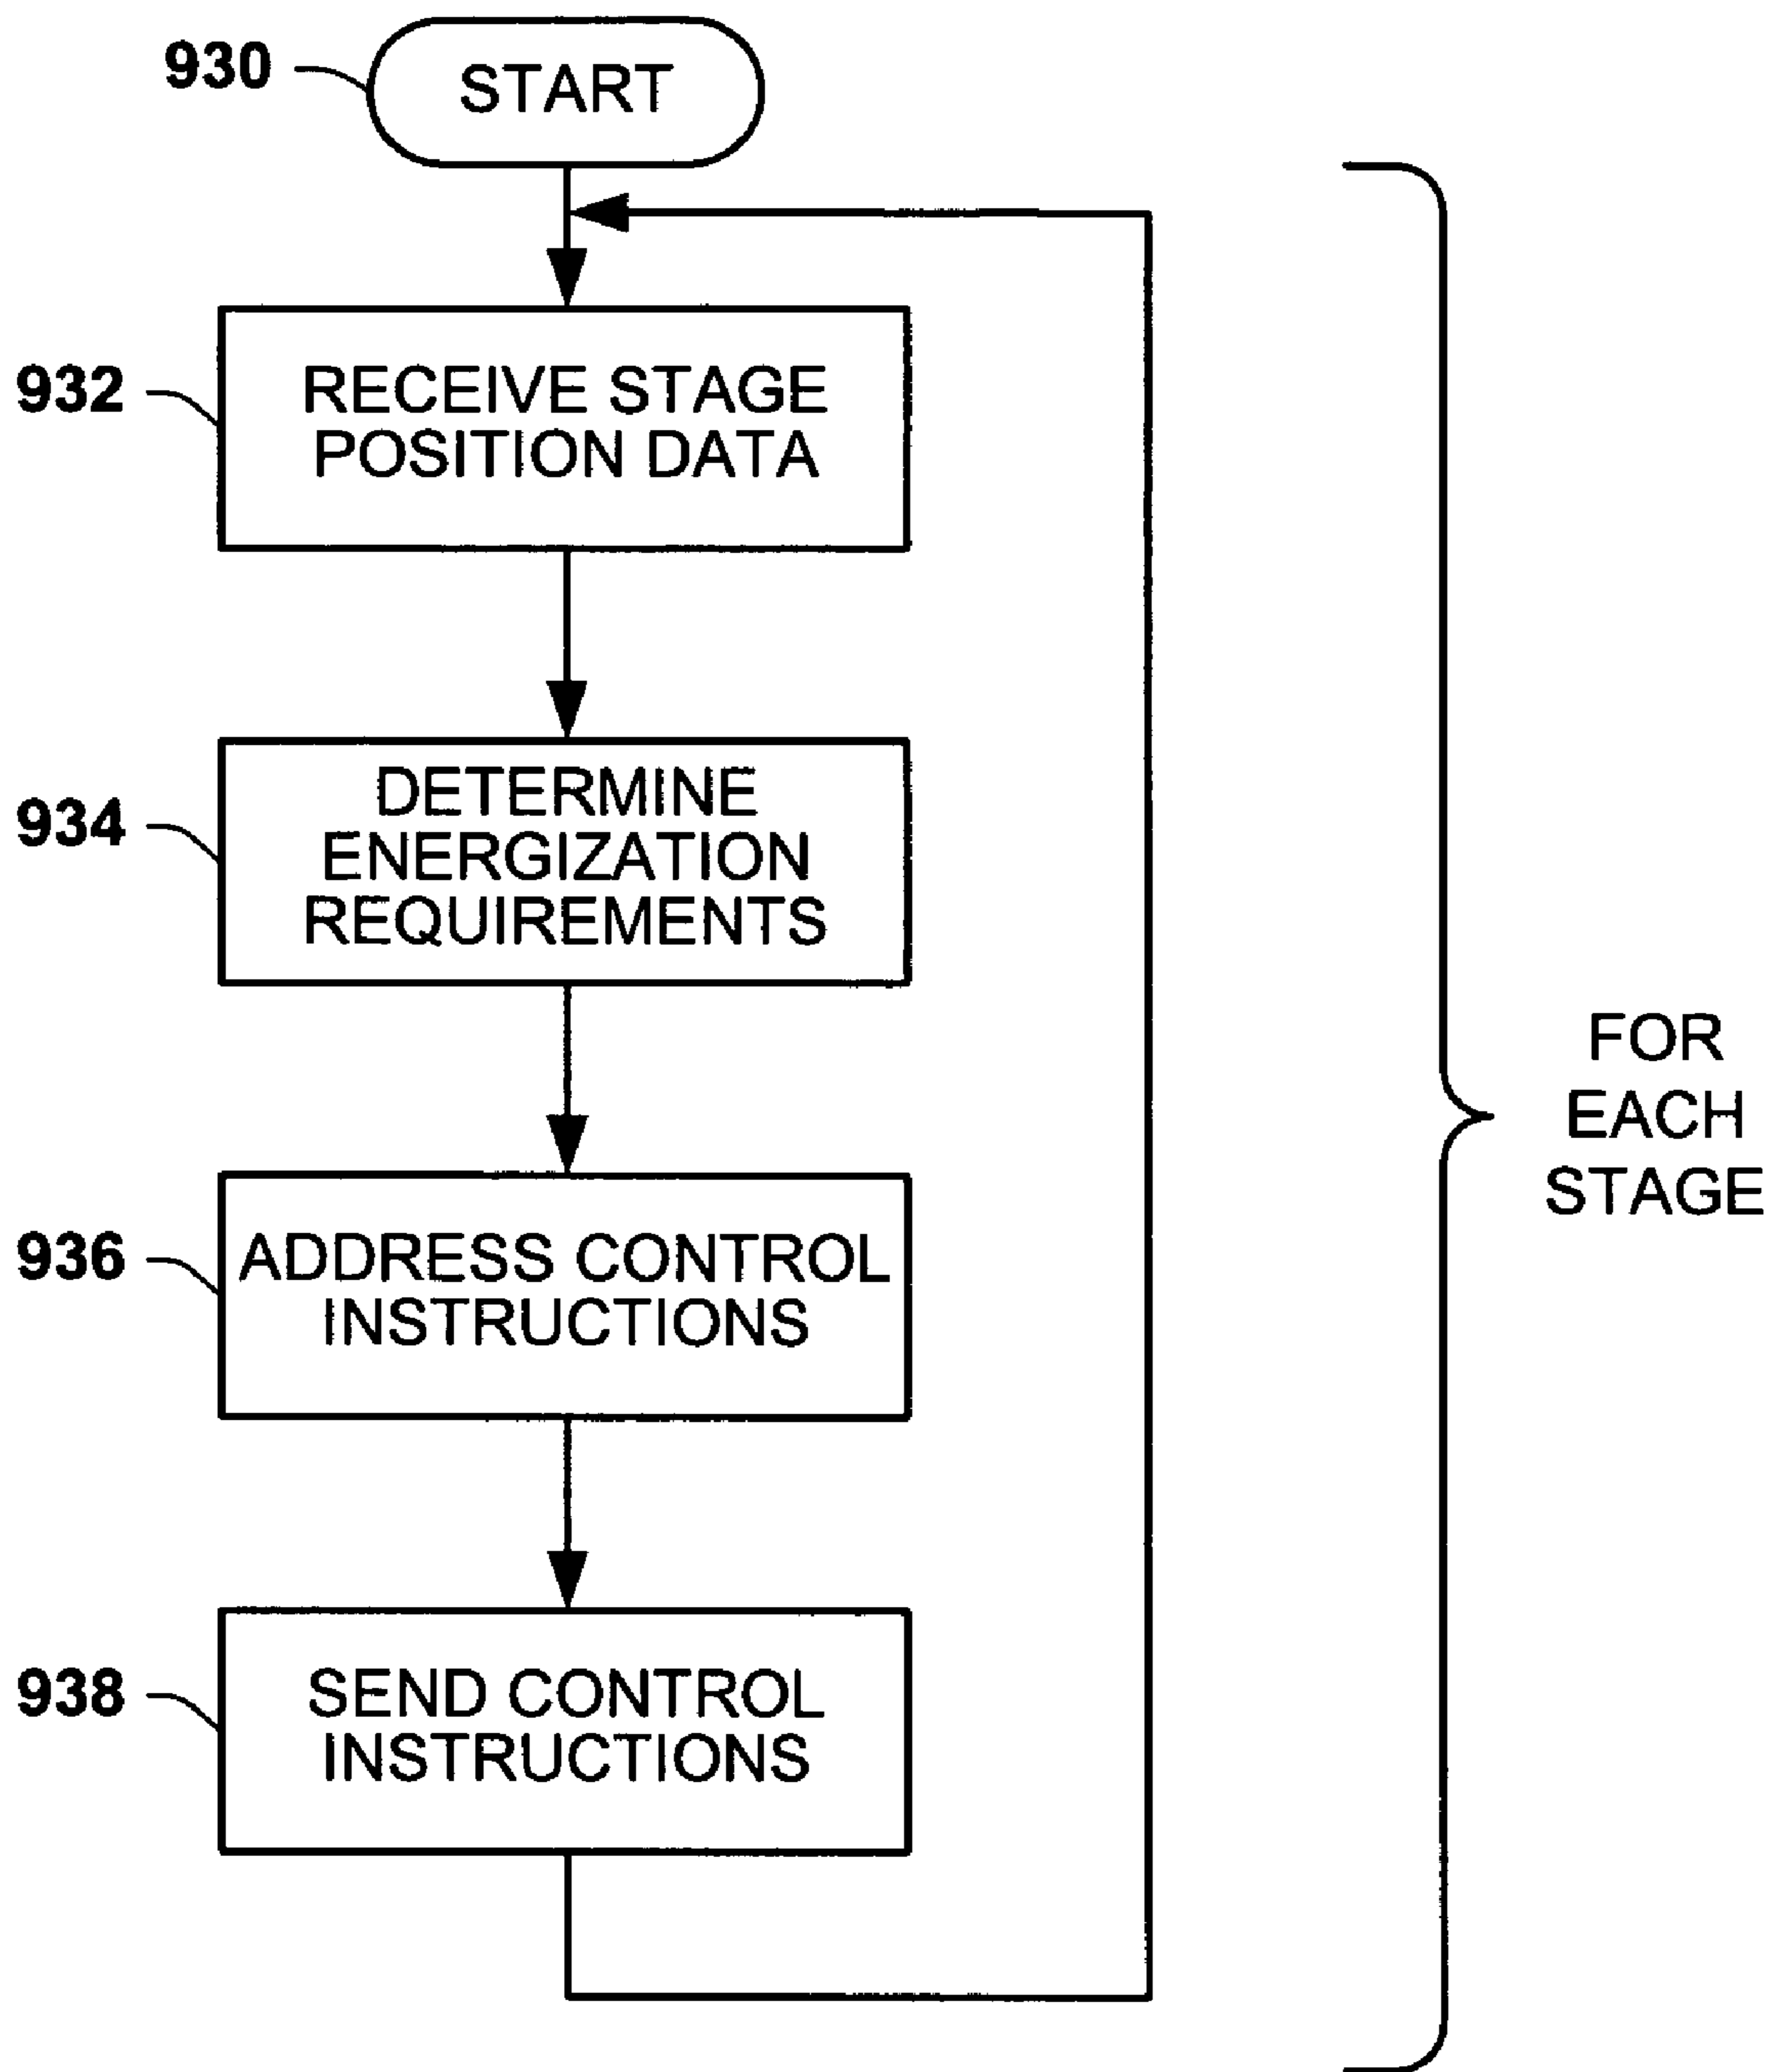 930
START
932
RECEIVE STAGE
POSITION DATA
934
DETERMINE
ENERGIZATION
REQUIREMENTS
936
ADDRESS CONTROL
INSTRUCTIONS
938
SEND CONTROL
INSTRUCTIONS
FOR
EACH
STAGE